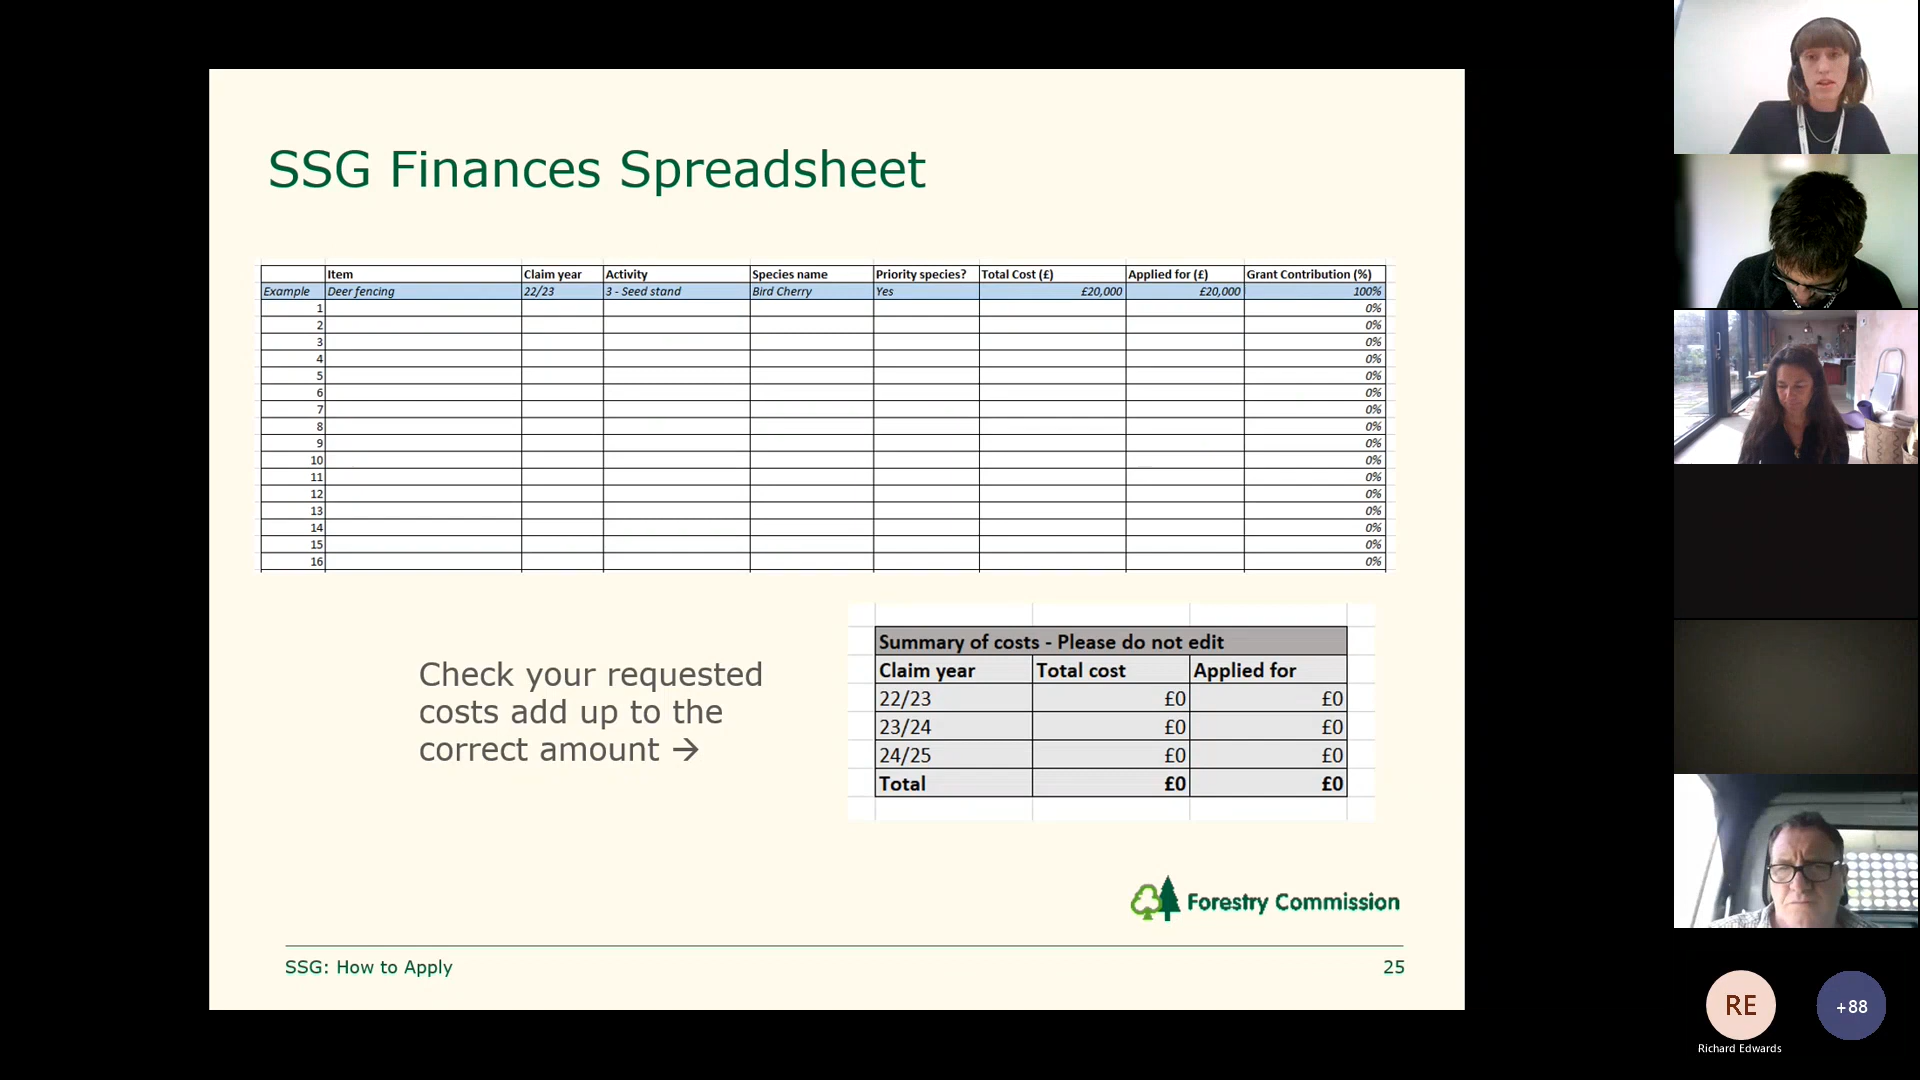 SSG Finances Spreadsheet
Item Claim year Activity Species name Priority species? Total Cost (£) Applied for (£) Grant Contribution (%)
Example Deer fencing 22/23 3 - Seed stand Bird Cherry Yes £20,000 £20,000 100%
1 0%
2 0%
3 0%
4 0%
5 0%
6 0%
7 0%
8 0%
9 0%
10 0%
11 0%
12 0%
13 0%
14 0%
15 0%
16 0%
Check your requested
costs add up to the
correct amount →
Summary of costs - Please do not edit
Claim year Total cost Applied for
22/23 £0 £0
23/24 £0 £0
24/25 £0 £0
Total £0 £0
Forestry Commission
SSG: How to Apply 25
RE +88
Richard Edwards